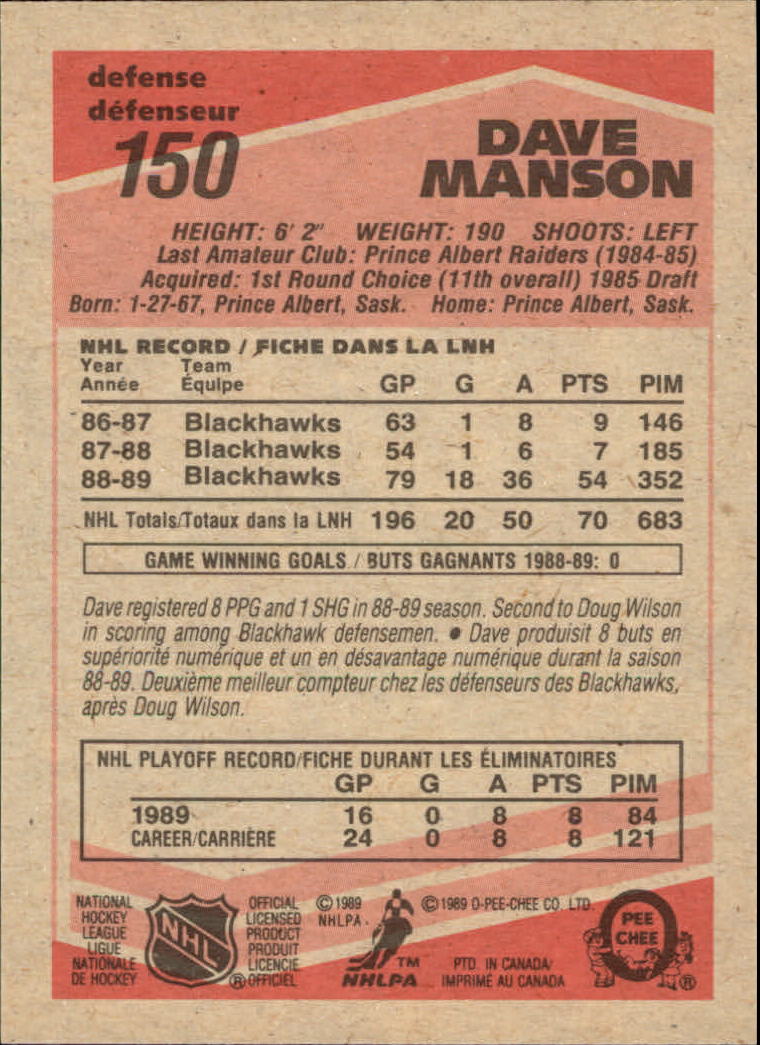 defense
défenseur
150
DAVE
MANSON
HEIGHT: 6' 2" WEIGHT: 190 SHOOTS: LEFT
Last Amateur Club: Prince Albert Raiders (1984-85)
Acquired: 1st Round Choice (11th overall) 1985 Draft
Born: 1-27-67, Prince Albert, Sask. Home: Prince Albert, Sask.
NHL RECORD / FICHE DANS LA LNH
Year Team
Année Équipe GP G A PTS PIM
86-87 Blackhawks 63 1 8 9 146
87-88 Blackhawks 54 1 6 7 185
88-89 Blackhawks 79 18 36 54 352
NHL Totals/Totaux dans la LNH 196 20 50 70 683
GAME WINNING GOALS / BUTS GAGNANTS 1988-89: 0
Dave registered 8 PPG and 1 SHG in 88-89 season. Second to Doug Wilson
in scoring among Blackhawk defensemen. ● Dave produisit 8 buts en
supériorité numérique et un en désavantage numérique durant la saison
88-89. Deuxième meilleur compteur chez les défenseurs des Blackhawks,
après Doug Wilson.
NHL PLAYOFF RECORD/FICHE DURANT LES ÉLIMINATOIRES
GP G A PTS PIM
1989 16 0 8 8 84
CAREER/CARRIÈRE 24 0 8 8 121
NATIONAL
HOCKEY
LEAGUE
LIGUE
NATIONALE
DE HOCKEY
NHL
OFFICIAL
LICENSED
PRODUCT
PRODUIT
LICENCIE
® OFFICIEL
© 1989
NHLPA.
TM
NHLPA
© 1989 O-PEE-CHEE CO. LTD.
PTD. IN CANADA/
IMPRIMÉ AU CANADA
PEE
CHEE
®